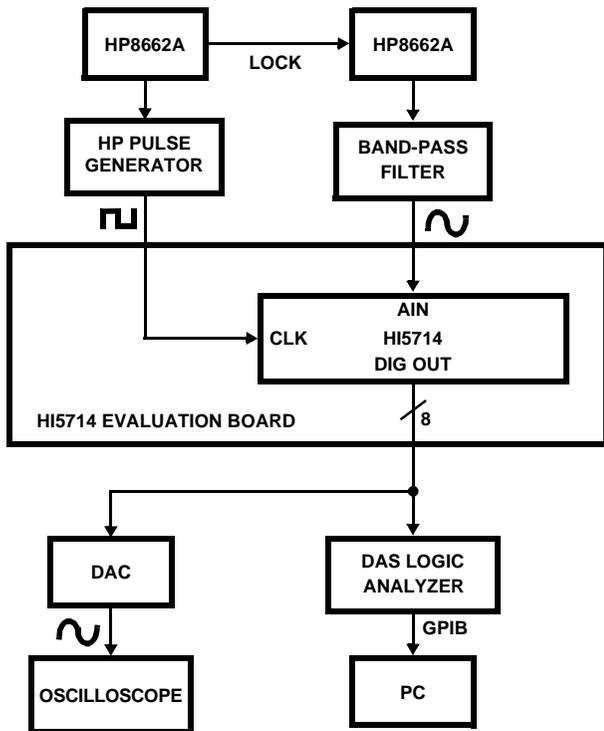 HP8662A
LOCK
HP8662A
HP PULSE
GENERATOR
BAND-PASS
FILTER
AIN
CLK
HI5714
DIG OUT
HI5714 EVALUATION BOARD
8
DAC
DAS LOGIC
ANALYZER
GPIB
OSCILLOSCOPE
PC